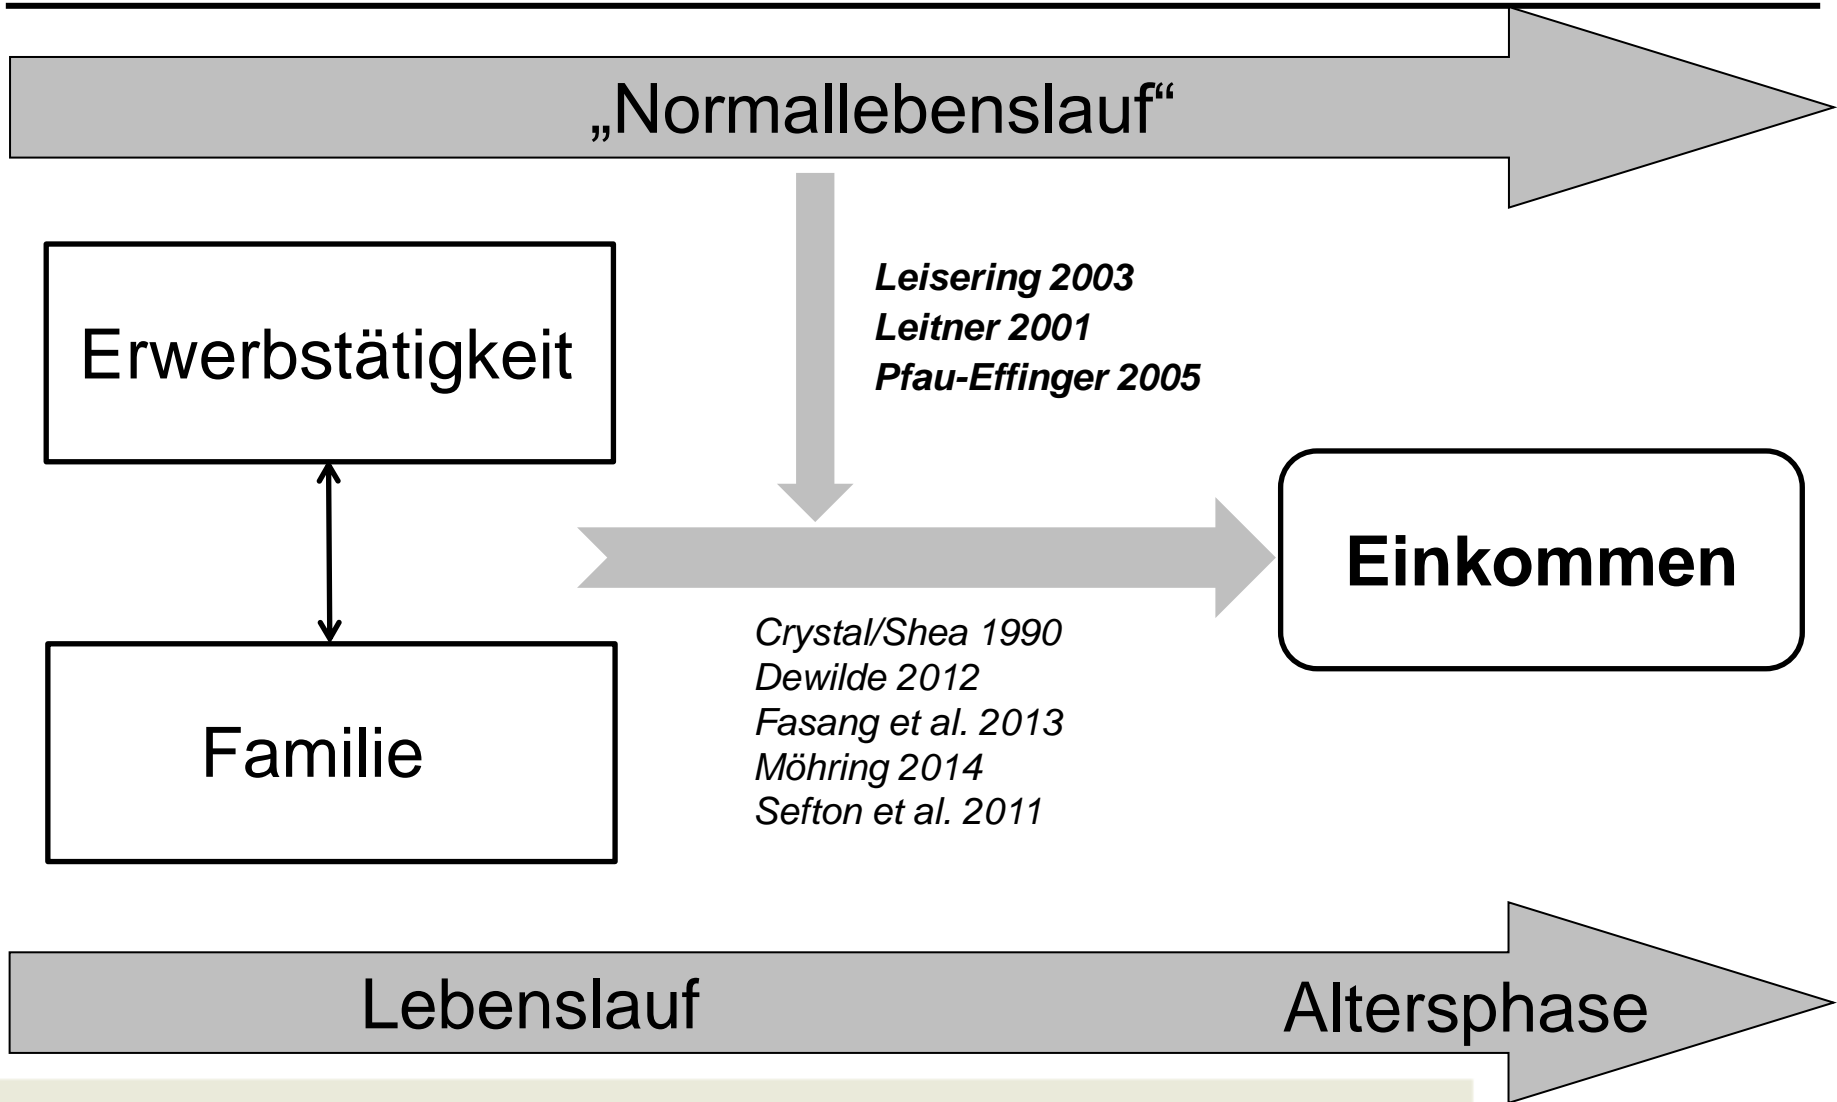 „Normallebenslauf“
Erwerbstätigkeit
Leisering 2003
Leitner 2001
Pfau-Effinger 2005
Einkommen
Familie
Crystal/Shea 1990
Dewilde 2012
Fasang et al. 2013
Möhring 2014
Sefton et al. 2011
Lebenslauf
Altersphase